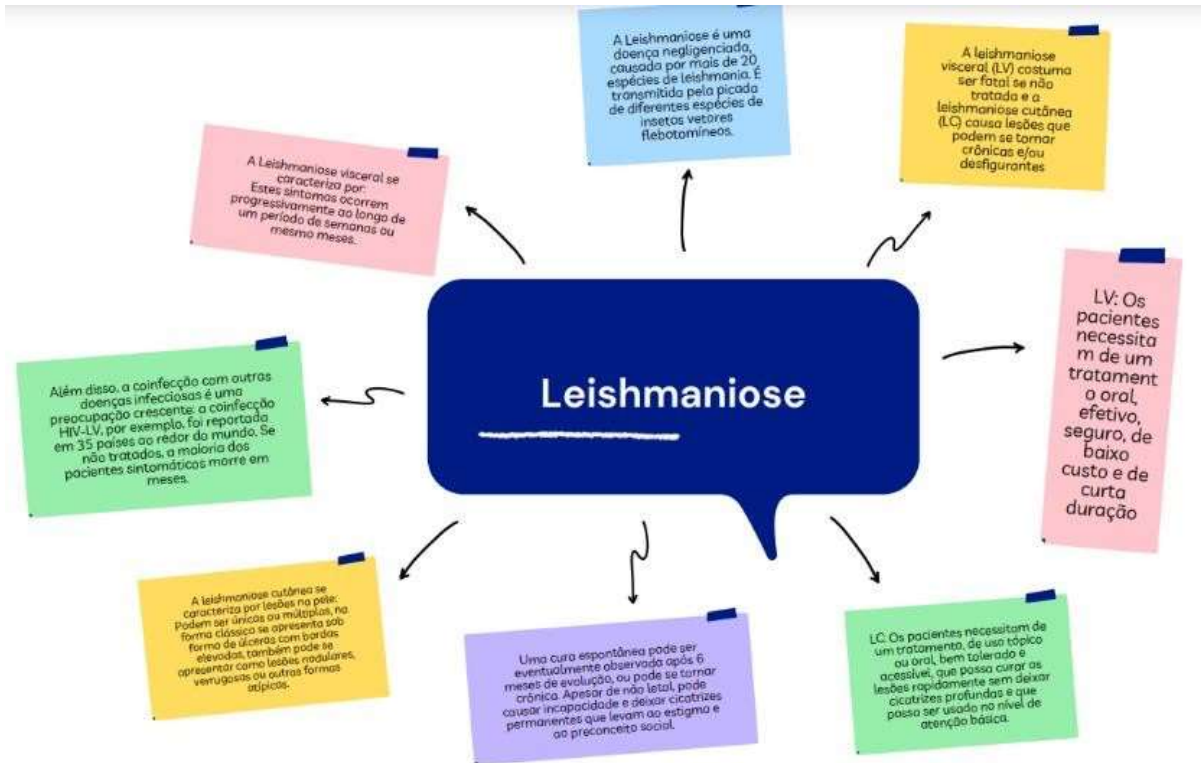 A Leishmaniose é uma
doença negligenciada,
causada por mais de 20
espécies de leishmania. É
transmitida pela picada
de diferentes espécies de
insetos vetores
flebotomíneos.
A leishmaniose
visceral (LV) costuma
ser fatal se não
tratada e a
leishmaniose cutânea
(LC) causa lesões que
podem se tornar
crônicas e/ou
desfigurantes
A Leishmaniose visceral se
caracteriza por:
Estes sintomas ocorrem
progressivamente ao longo de
um período de semanas ou
mesmo meses.
LV: Os
pacientes
necessita
m de um
tratament
o oral,
efetivo,
seguro, de
baixo
custo e de
curta
duração
Leishmaniose
Além disso, a coinfecção com outras
doenças infecciosas é uma
preocupação crescente: a coinfecção
HIV-LV, por exemplo, foi reportada
em 35 países ao redor do mundo. Se
não tratados, a maioria dos
pacientes sintomáticos morre em
meses.
A leishmaniose cutânea se
caracteriza por lesões na pele:
Podem ser únicas ou múltiplas, na
forma clássica se apresenta sob
forma de úlceras com bordas
elevadas, também pode se
apresentar como lesões nodulares,
verrugosas ou outras formas
atípicas.
Uma cura espontânea pode ser
eventualmente observada após 6
meses de evolução, ou pode se tornar
crônica. Apesar de não letal, pode
causar incapacidade e deixar cicatrizes
permanentes que levam ao estigma e
ao preconceito social.
LC: Os pacientes necessitam de
um tratamento, de uso tópico
ou oral, bem tolerado e
acessível, que possa curar as
lesões rapidamente sem deixar
cicatrizes profundas e que
possa ser usado no nível de
atenção básica.